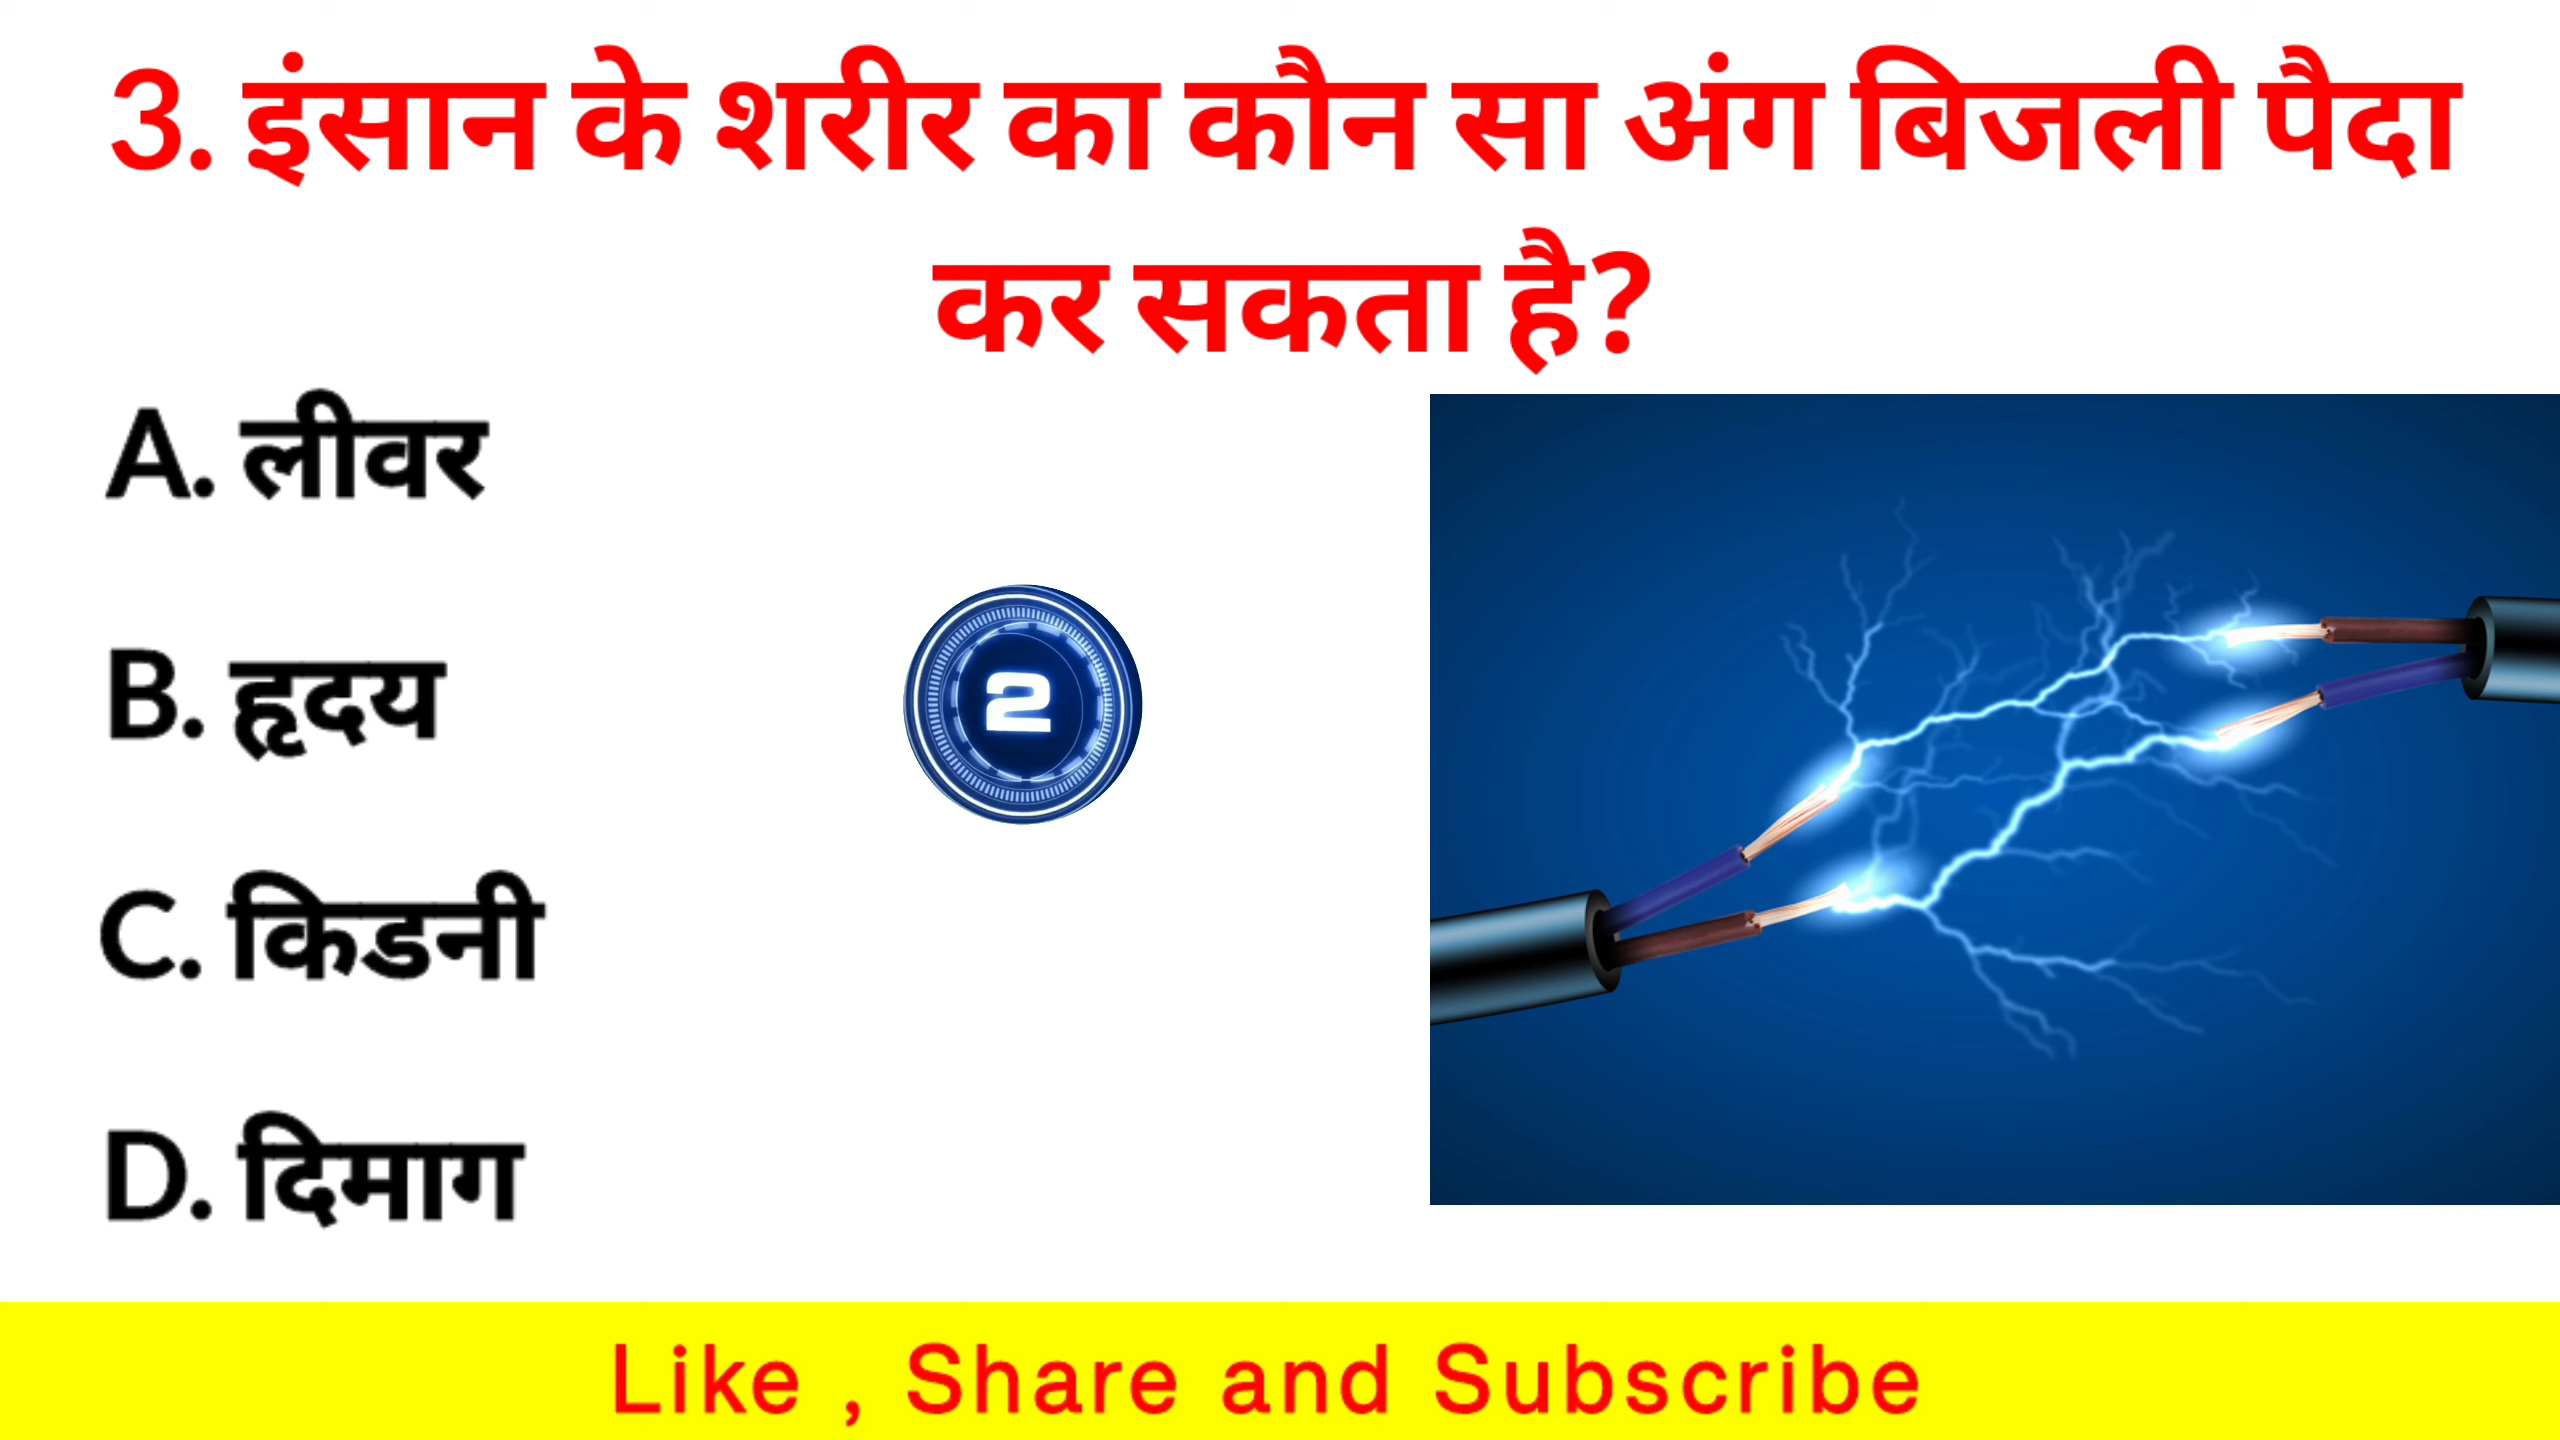 3. इंसान के शरीर का कौन सा अंग बिजली पैदा
कर सकता है?
A. लीवर
B. हृदय
2
C. किडनी
D. दिमाग
Like , Share and Subscribe